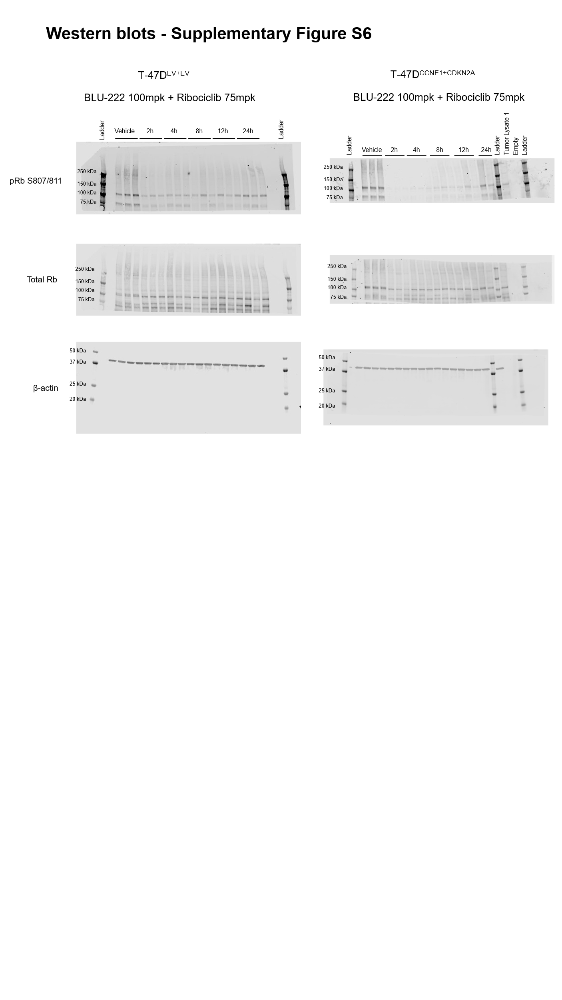 Western blots - Supplementary Figure S6
T-47DEV+EV
BLU-222 100mpk + Ribociclib 75mpk
Ladder
Vehicle 2h 4h 8h 12h 24h
Ladder
pRb S807/811
250 kDa
150 kDa
100 kDa
75 kDa
Total Rb
250 kDa
150 kDa
100 kDa
75 kDa
β-actin
50 kDa
37 kDa
25 kDa
20 kDa
T-47DCCNE1+CDKN2A
BLU-222 100mpk + Ribociclib 75mpk
Ladder
Vehicle 2h 4h 8h 12h 24h
Ladder
Tumor Lysate 1
Empty
Ladder
250 kDa
150 kDa
100 kDa
75 kDa
250 kDa
150 kDa
100 kDa
75 kDa
50 kDa
37 kDa
25 kDa
20 kDa